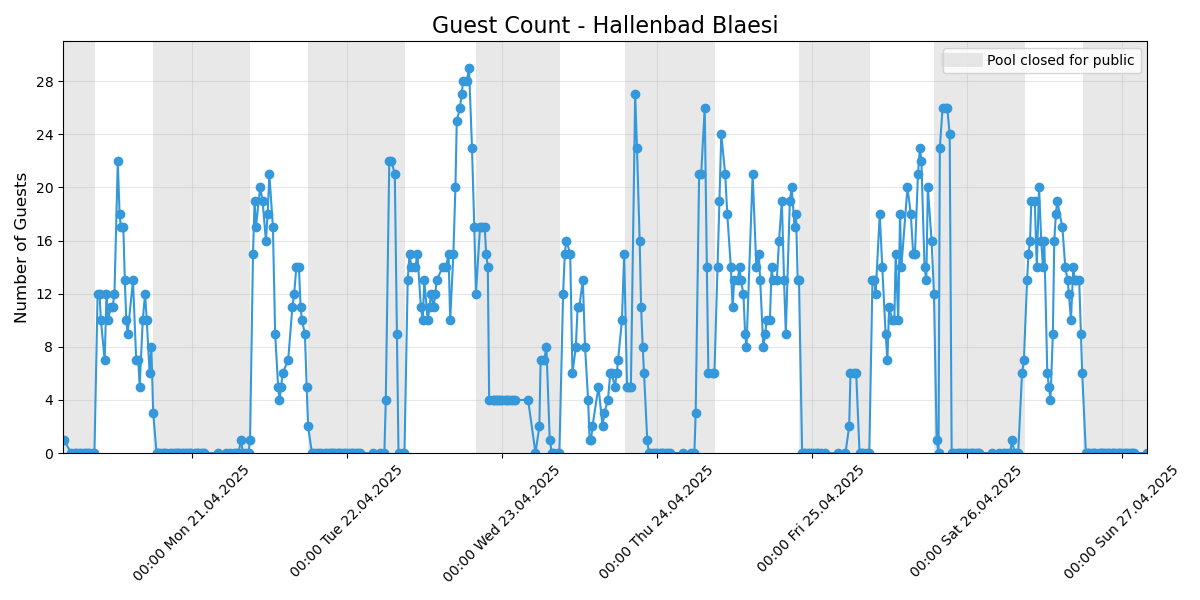 Guest Count - Hallenbad Blaesi
Pool closed for public
Number of Guests
28
24
20
16
12
8
4
0
00:00 Mon 21.04.2025
00:00 Tue 22.04.2025
00:00 Wed 23.04.2025
00:00 Thu 24.04.2025
00:00 Fri 25.04.2025
00:00 Sat 26.04.2025
00:00 Sun 27.04.2025